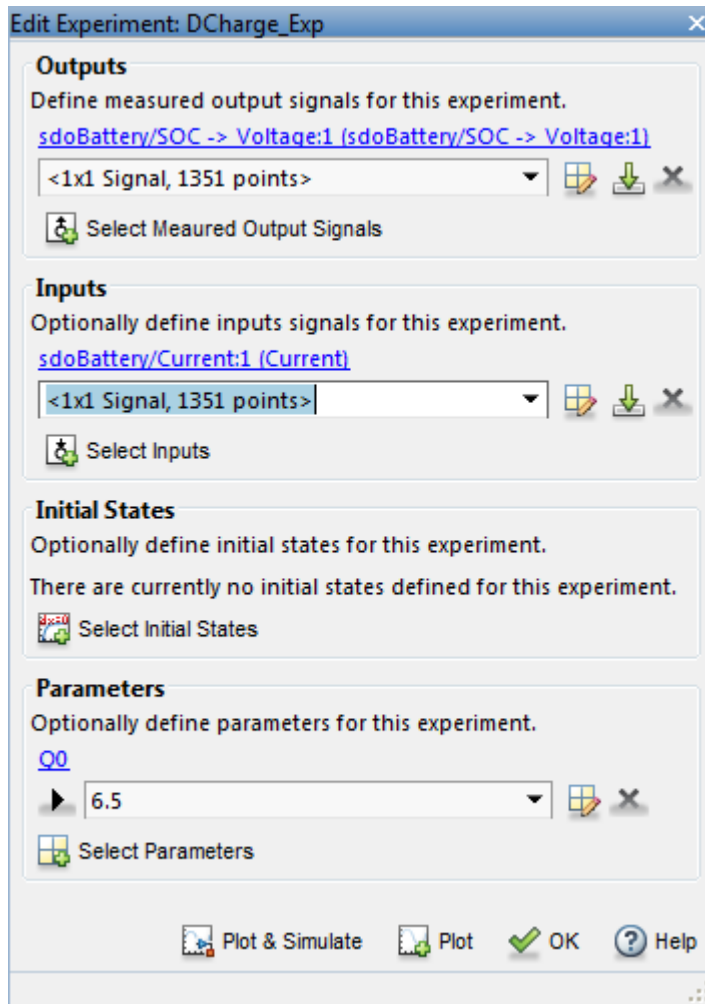 Edit Experiment: DCharge_Exp
Outputs
Define measured output signals for this experiment.
sdoBattery/SOC -> Voltage:1 (sdoBattery/SOC -> Voltage:1)
<1x1 Signal, 1351 points>
Select Meaured Output Signals
Inputs
Optionally define inputs signals for this experiment.
sdoBattery/Current:1 (Current)
<1x1 Signal, 1351 points>
Select Inputs
Initial States
Optionally define initial states for this experiment.
There are currently no initial states defined for this experiment.
Select Initial States
Parameters
Optionally define parameters for this experiment.
Q0
6.5
Select Parameters
Plot & Simulate Plot OK Help